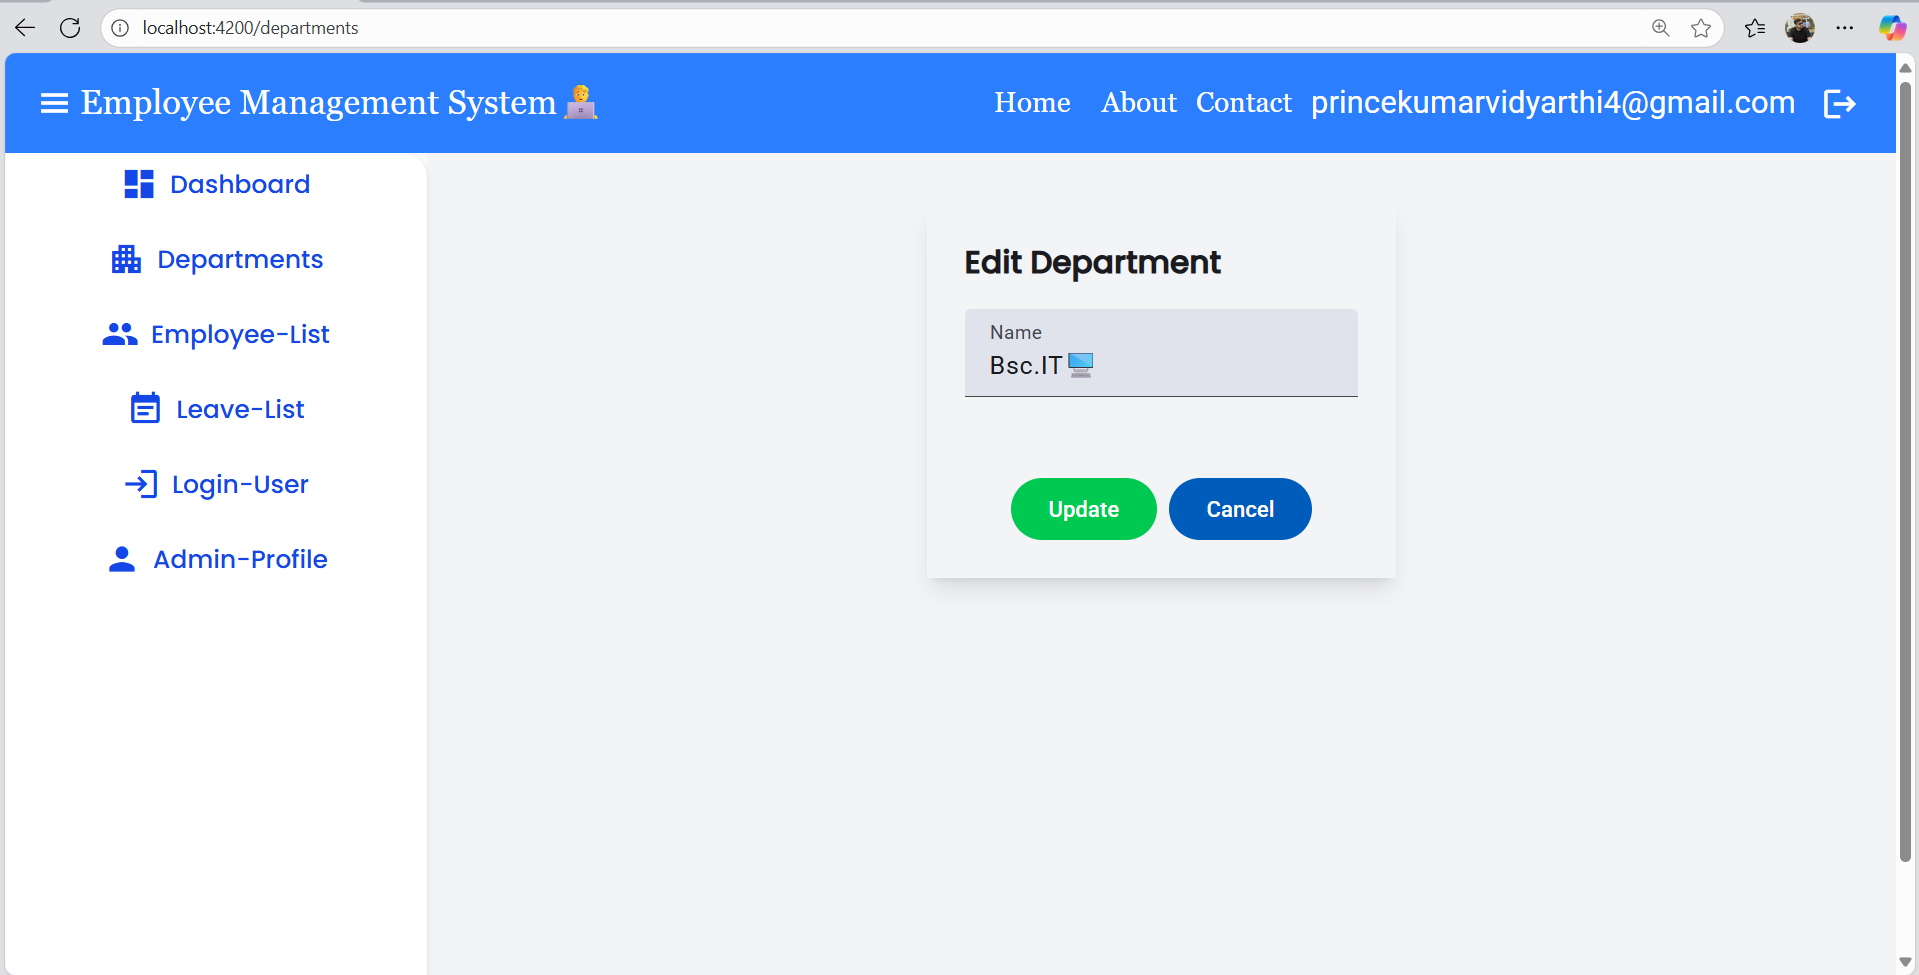 localhost:4200/departments
Employee Management System🧑‍💻
Home About Contact princekumarvidyarthi4@gmail.com
Dashboard
Departments
Employee-List
Leave-List
Login-User
Admin-Profile
Edit Department
Name
Bsc.IT🖥️
Update Cancel